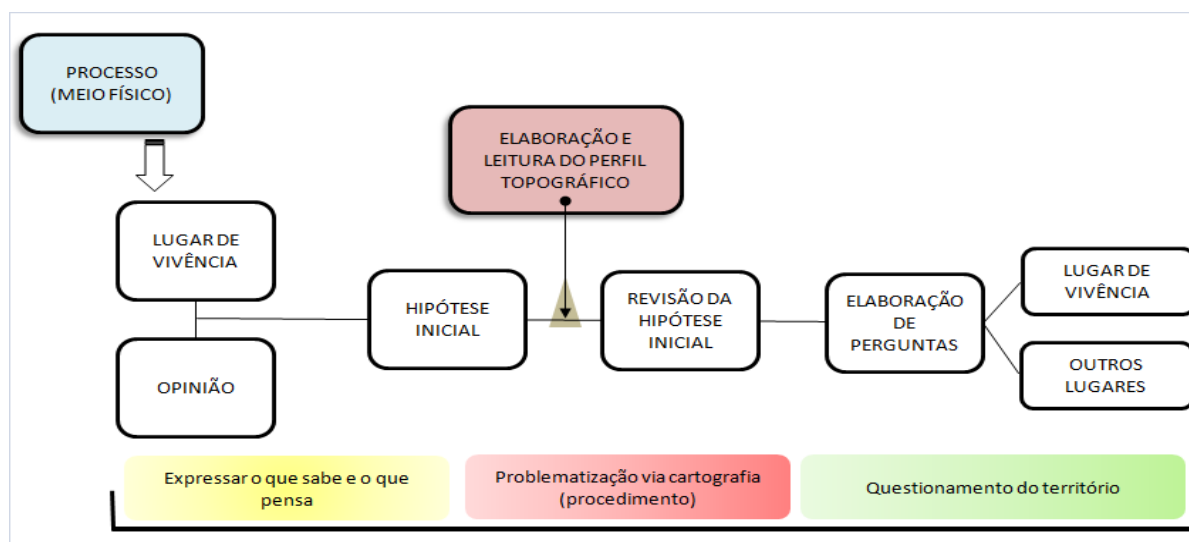 PROCESSO
(MEIO FÍSICO)
ELABORAÇÃO E
LEITURA DO PERFIL
TOPOGRÁFICO
LUGAR DE
VIVÊNCIA
OPINIÃO
HIPÓTESE
INICIAL
REVISÃO DA
HIPÓTESE
INICIAL
ELABORAÇÃO
DE
PERGUNTAS
LUGAR DE
VIVÊNCIA
OUTROS
LUGARES
Expressar o que sabe e o que
pensa
Problematização via cartografia
(procedimento)
Questionamento do território